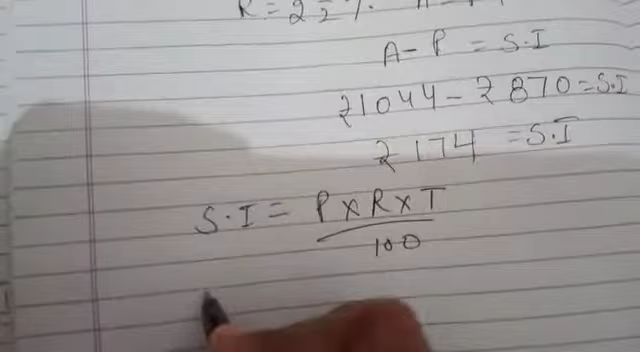 A - P = S.I
₹1044 - ₹870 = S.I
₹174 = S.I
S.I = P × R × T
100